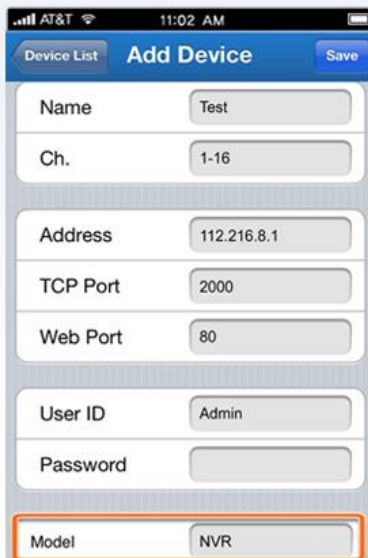 AT&T 11:02 AM
Device List Add Device Save
Name Test
Ch. 1-16
Address 112.216.8.1
TCP Port 2000
Web Port 80
User ID Admin
Password
Model NVR